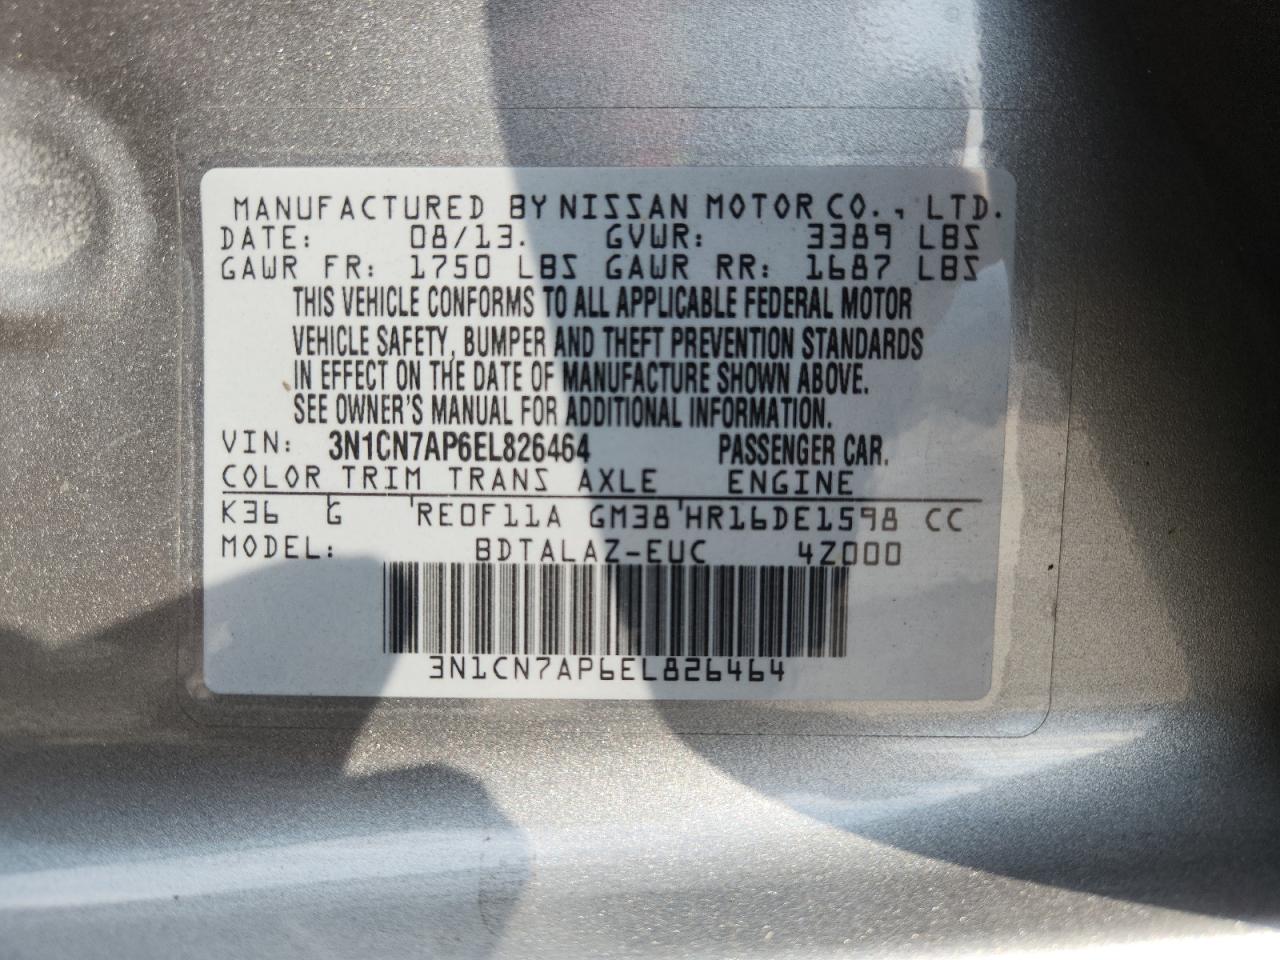 MANUFACTURED BY NISSAN MOTOR CO., LTD.
DATE: 08/13. GVWR: 3389 LBS
GAWR FR: 1750 LBS GAWR RR: 1687 LBS
THIS VEHICLE CONFORMS TO ALL APPLICABLE FEDERAL MOTOR
VEHICLE SAFETY, BUMPER AND THEFT PREVENTION STANDARDS
IN EFFECT ON THE DATE OF MANUFACTURE SHOWN ABOVE.
SEE OWNER'S MANUAL FOR ADDITIONAL INFORMATION.
VIN: 3N1CN7AP6EL826464 PASSENGER CAR.
COLOR TRIM TRANS AXLE ENGINE
K36 G RE0F11A GM38 HR16DE1598 CC
MODEL: BDTALAZ-EUC 4Z000
3N1CN7AP6EL826464